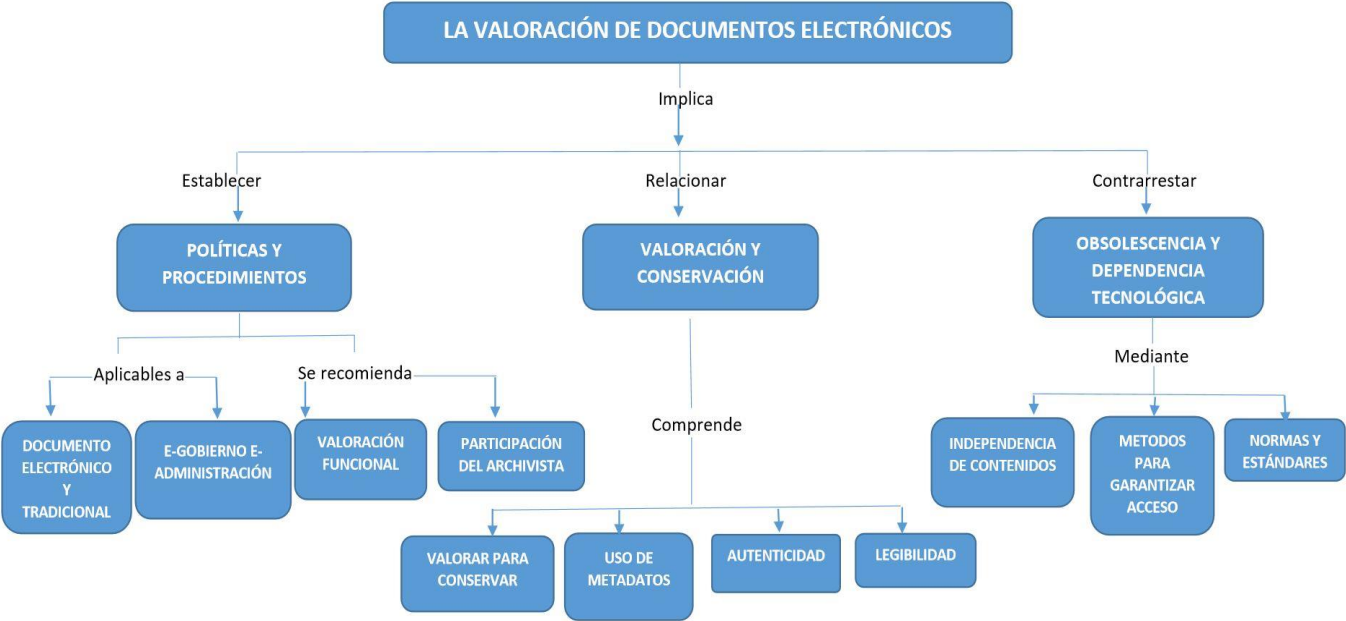 LA VALORACIÓN DE DOCUMENTOS ELECTRÓNICOS
Implica
Establecer
Relacionar
Contrarrestar
POLÍTICAS Y
PROCEDIMIENTOS
VALORACIÓN Y
CONSERVACIÓN
OBSOLESCENCIA Y
DEPENDENCIA
TECNOLÓGICA
Aplicables a
Se recomienda
Mediante
DOCUMENTO
ELECTRÓNICO
Y
TRADICIONAL
E-GOBIERNO E-
ADMINISTRACIÓN
VALORACIÓN
FUNCIONAL
PARTICIPACIÓN
DEL ARCHIVISTA
Comprende
INDEPENDENCIA
DE CONTENIDOS
METODOS
PARA
GARANTIZAR
ACCESO
NORMAS Y
ESTÁNDARES
VALORAR PARA
CONSERVAR
USO DE
METADATOS
AUTENTICIDAD
LEGIBILIDAD